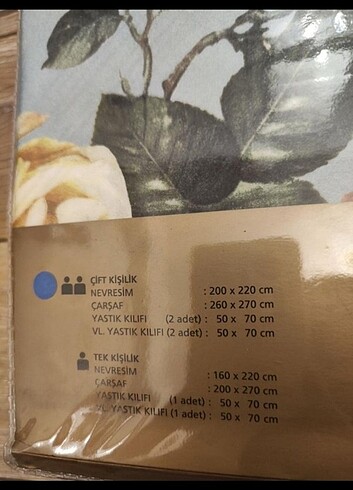 ÇİFT KİŞİLİK
NEVRESİM : 200 x 220 cm
ÇARŞAF : 260 x 270 cm
YASTIK KILIFI (2 adet) : 50 x 70 cm
VL. YASTIK KILIFI (2 adet) : 50 x 70 cm
TEK KİŞİLİK
NEVRESİM : 160 x 220 cm
ÇARŞAF : 200 x 270 cm
YASTIK KILIFI (1 adet) : 50 x 70 cm
VL. YASTIK KILIFI (1 adet) : 50 x 70 cm